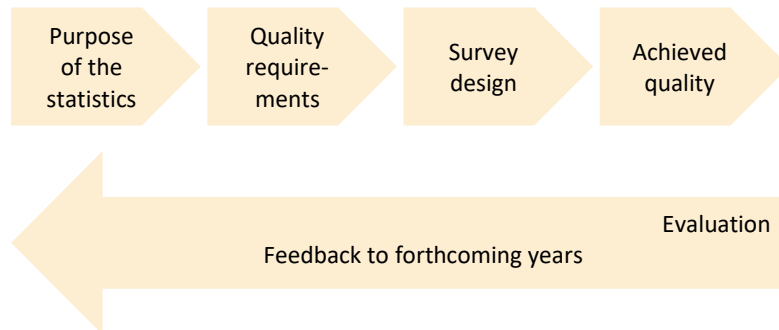 Purpose
of the
statistics
Quality
require-
ments
Survey
design
Achieved
quality
Evaluation
Feedback to forthcoming years